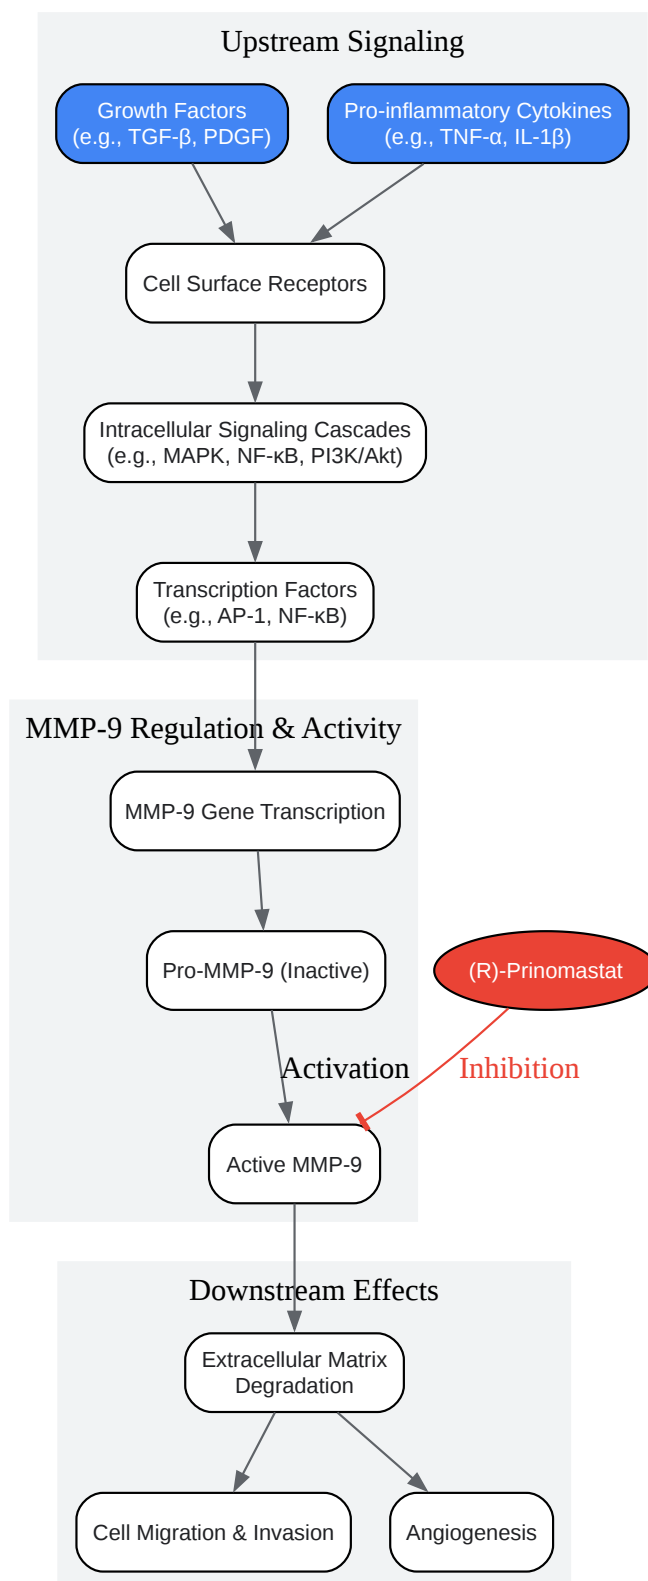 Upstream Signaling
Growth Factors
(e.g., TGF-β, PDGF)
Pro-inflammatory Cytokines
(e.g., TNF-α, IL-1β)
Cell Surface Receptors
Intracellular Signaling Cascades
(e.g., MAPK, NF-κB, PI3K/Akt)
Transcription Factors
(e.g., AP-1, NF-κB)
MMP-9 Regulation & Activity
MMP-9 Gene Transcription
Pro-MMP-9 (Inactive)
(R)-Prinomastat
Activation
Inhibition
Active MMP-9
Downstream Effects
Extracellular Matrix
Degradation
Cell Migration & Invasion
Angiogenesis